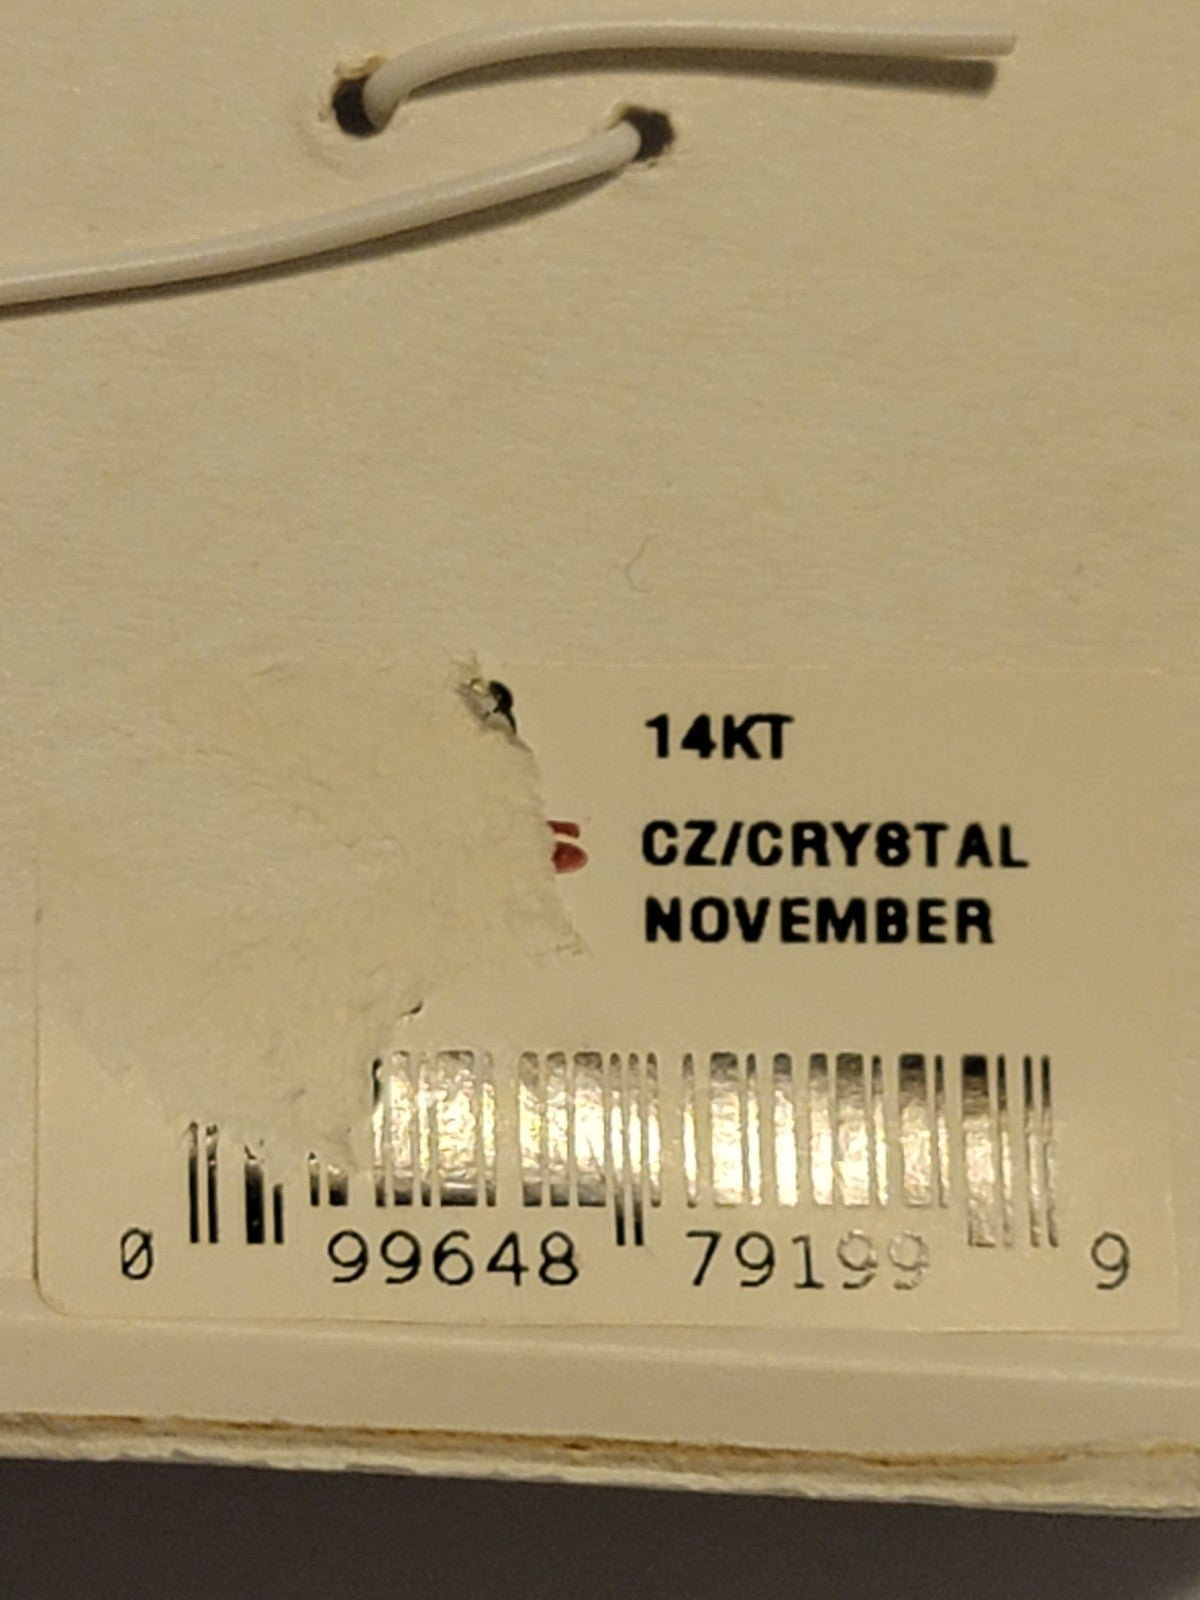 14KT
CZ/CRYSTAL
NOVEMBER
0 99648 79199 9